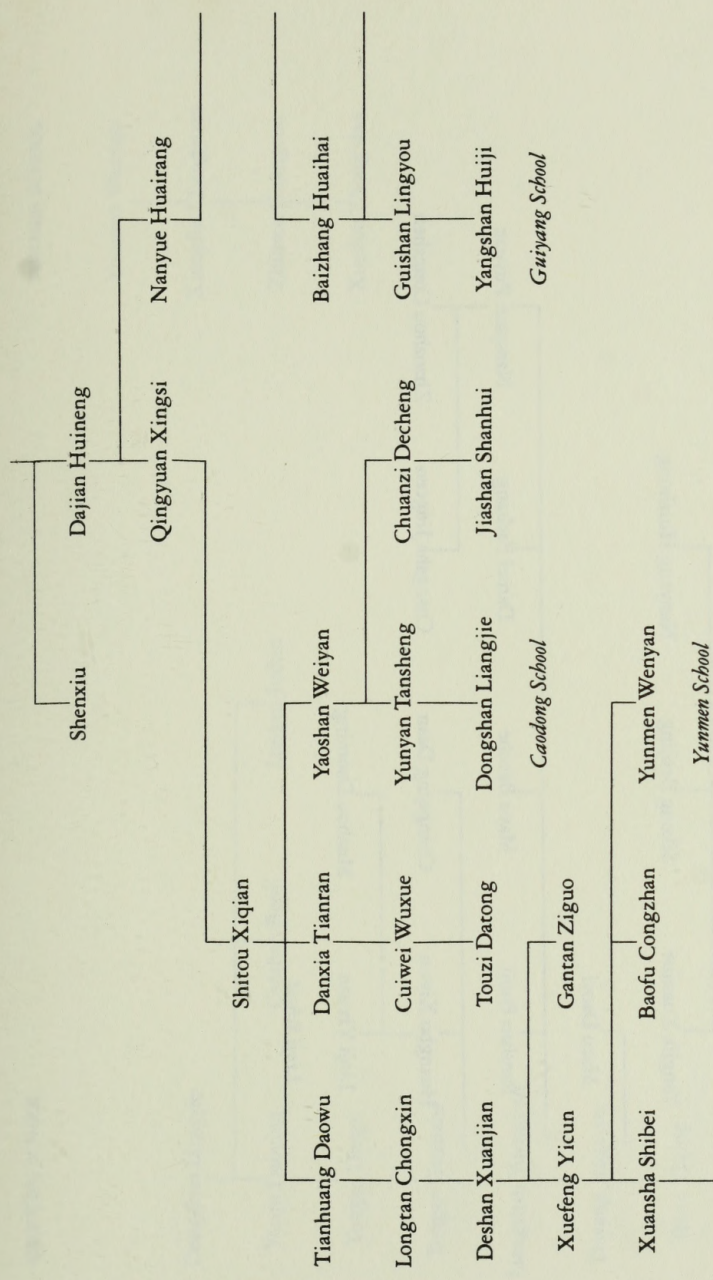 Shenxiu Dajian Huineng
Qingyuan Xingsi Nanyue Huairang
Shitou Xiqian
Tianhuang Daowu Danxia Tianran Yaoshan Weiyan Baizhang Huaihai
Longtan Chongxin Cuiwei Wuxue Yunyan Tansheng Chuanzi Decheng Guishan Lingyou
Deshan Xuanjian Touzi Datong Dongshan Liangjie Jiashan Shanhui Yangshan Huiji
Caodong School Guiyang School
Xuefeng Yicun Gantan Ziguo
Xuansha Shibei Baofu Congzhan Yunmen Wenyan
Yunmen School